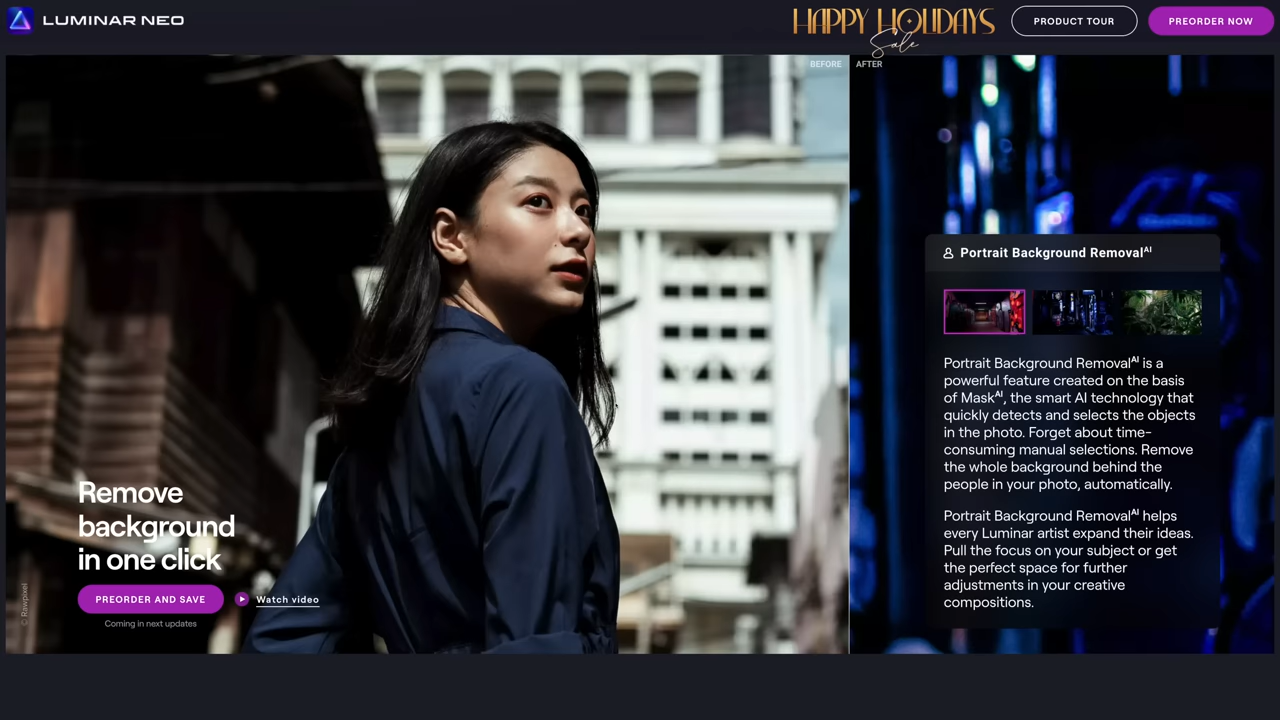 LUMINAR NEO
HAPPY HOLIDAYS
Sale
PRODUCT TOUR
PREORDER NOW
BEFORE
AFTER
Remove
background
in one click
PREORDER AND SAVE
Watch video
Coming in next updates
© Rawpixel
Portrait Background RemovalAI
Portrait Background RemovalAI is a
powerful feature created on the basis
of MaskAI, the smart AI technology that
quickly detects and selects the objects
in the photo. Forget about time-
consuming manual selections. Remove
the whole background behind the
people in your photo, automatically.
Portrait Background RemovalAI helps
every Luminar artist expand their ideas.
Pull the focus on your subject or get
the perfect space for further
adjustments in your creative
compositions.